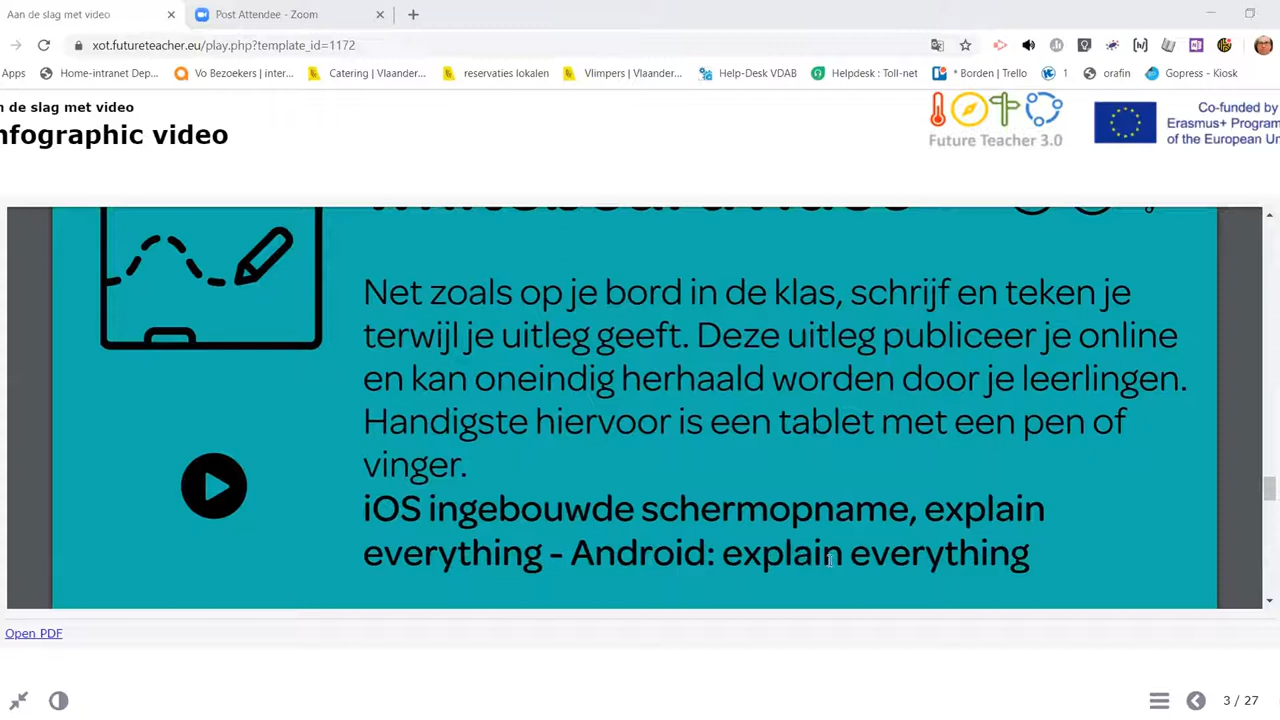 Aan de slag met video
Post Attendee - Zoom
xot.futureteacher.eu/play.php?template_id=1172
Apps
Home-intranet Dep...
Vo Bezoekers | inter...
Catering | Vlaander...
reservaties lokalen
Vlimpers | Vlaander...
Help-Desk VDAB
Helpdesk : Toll-net
* Borden | Trello
1
orafin
Gopress - Kiosk
n de slag met video
nfographic video
Future Teacher 3.0
Co-funded by
Erasmus+ Program
of the European Un
Net zoals op je bord in de klas, schrijf en teken je
terwijl je uitleg geeft. Deze uitleg publiceer je online
en kan oneindig herhaald worden door je leerlingen.
Handigste hiervoor is een tablet met een pen of
vinger.
iOS ingebouwde schermopname, explain
everything - Android: explain everything
Open PDF
3 / 27